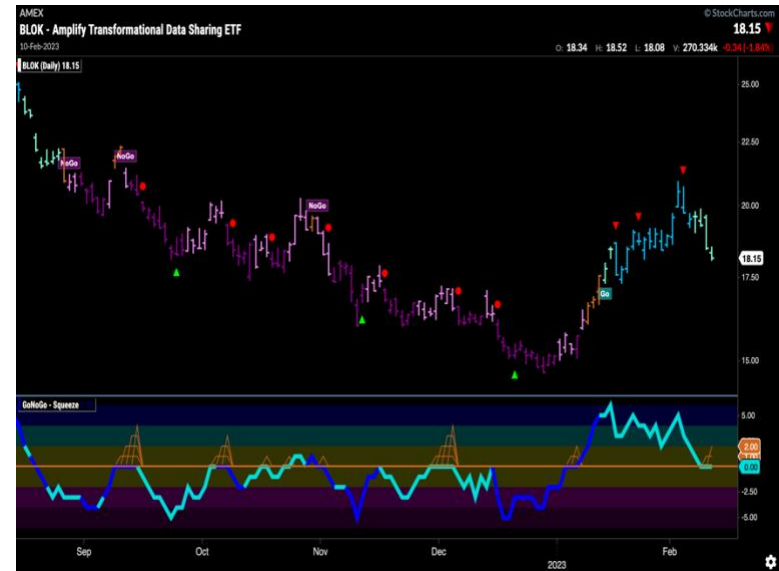 AMEX
© StockCharts.com
BLOK - Amplify Transformational Data Sharing ETF
18.15
10-Feb-2023
O: 18.34 H: 18.52 L: 18.08 V: 270.334k -0.34 (-1.84%)
BLOK (Daily) 18.15
25.00
22.50
NoGo
NoGo
20.00
NoGo
18.15
17.50
Go
15.00
GoNoGo - Squeeze
5.00
2.00
1.00
0.00
-2.50
-5.00
Sep Oct Nov Dec 2023 Feb